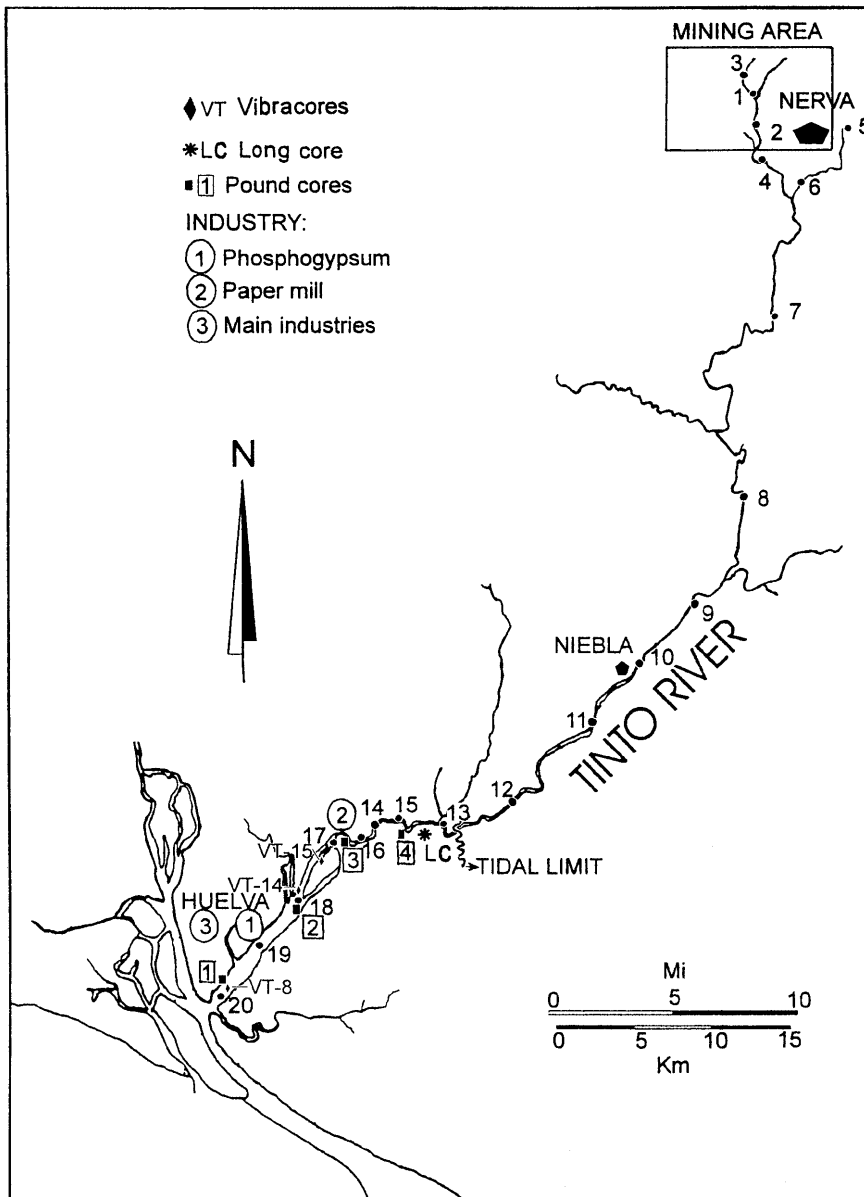 MINING AREA
3
1
NERVA
2
5
4
6
7
8
9
10
11
12
13
14
15
16
17
18
19
20
♦ VT Vibracores
*LC Long core
■ 1 Pound cores
INDUSTRY:
1 Phosphogypsum
2 Paper mill
3 Main industries
N
NIEBLA
TINTO RIVER
2
VT-15
3
4
LC
TIDAL LIMIT
VT-14
HUELVA
3
1
2
1
VT-8
Mi
0 5 10
0 5 10 15
Km